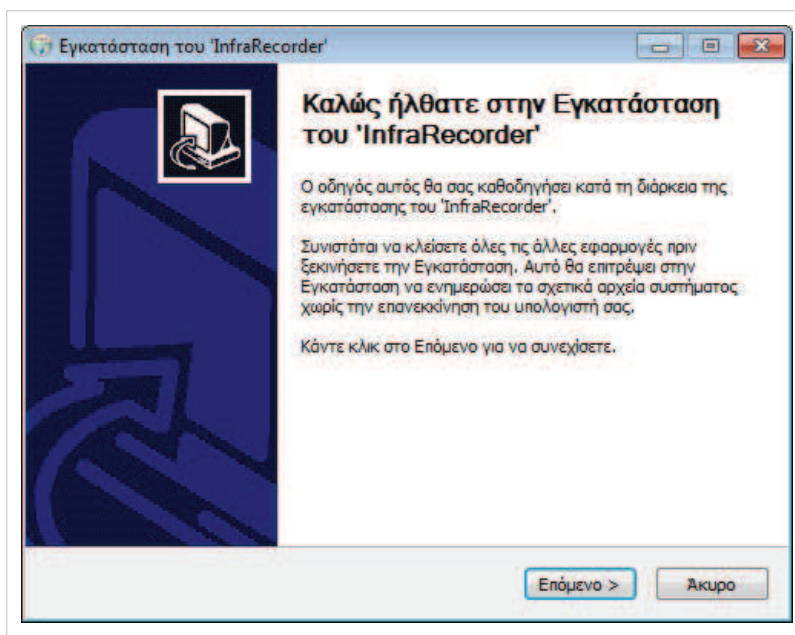 Εγκατάσταση του 'InfraRecorder'
Καλώς ήλθατε στην Εγκατάσταση
του 'InfraRecorder'
Ο οδηγός αυτός θα σας καθοδηγήσει κατά τη διάρκεια της
εγκατάστασης του 'InfraRecorder'.
Συνιστάται να κλείσετε όλες τις άλλες εφαρμογές πριν
ξεκινήσετε την Εγκατάσταση. Αυτό θα επιτρέψει στην
Εγκατάσταση να ενημερώσει τα σχετικά αρχεία συστήματος
χωρίς την επανεκκίνηση του υπολογιστή σας.
Κάντε κλικ στο Επόμενο για να συνεχίσετε.
Επόμενο > Άκυρο